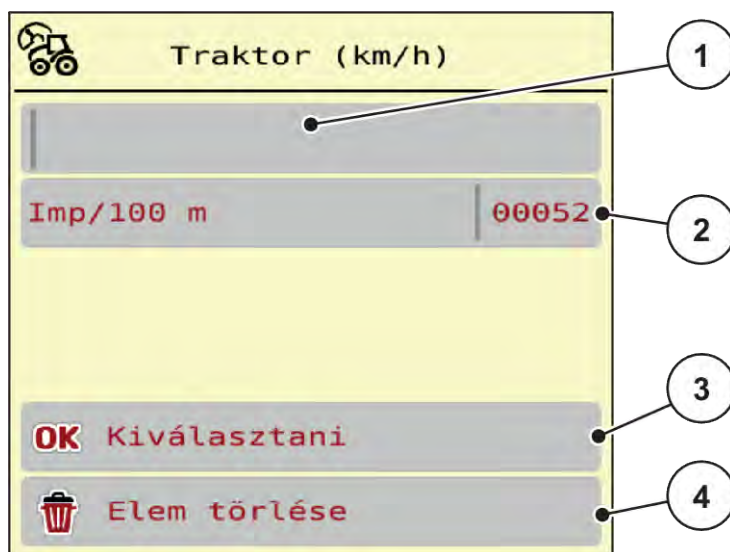 Traktor (km/h)
1
Imp/100 m 00052
2
OK Kiválasztani
3
Elem törlése
4